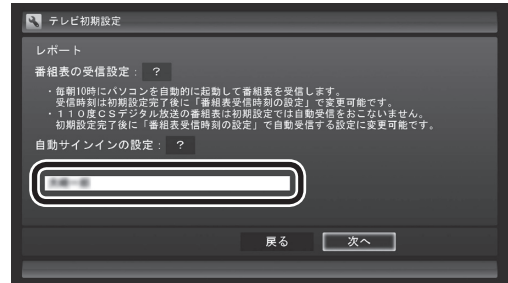 テレビ初期設定
レポート
番組表の受信設定： ？
・毎朝10時にパソコンを自動的に起動して番組表を受信します。
受信時刻は初期設定完了後に「番組表受信時刻の設定」で変更可能です。
・１１０度ＣＳデジタル放送の番組表は初期設定では自動受信をおこないません。
初期設定完了後に「番組表受信時刻の設定」で自動受信する設定に変更可能です。
自動サインインの設定： ？
戻る 次へ